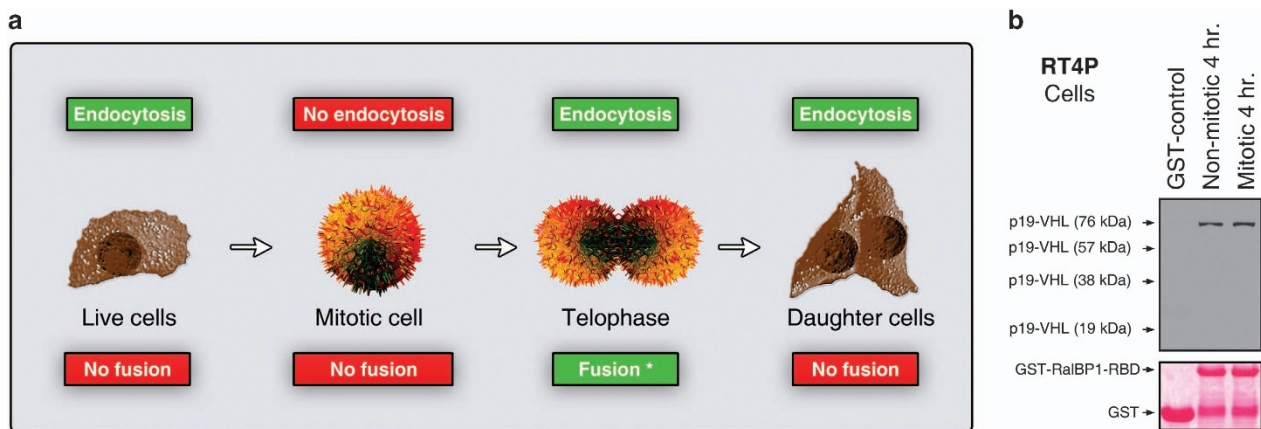 a
Endocytosis
No endocytosis
Endocytosis
Endocytosis
Live cells
Mitotic cell
Telophase
Daughter cells
No fusion
No fusion
Fusion *
No fusion
b
RT4P
Cells
GST-control
Non-mitotic 4 hr.
Mitotic 4 hr.
p19-VHL (76 kDa)
p19-VHL (57 kDa)
p19-VHL (38 kDa)
p19-VHL (19 kDa)
GST-RalBP1-RBD
GST